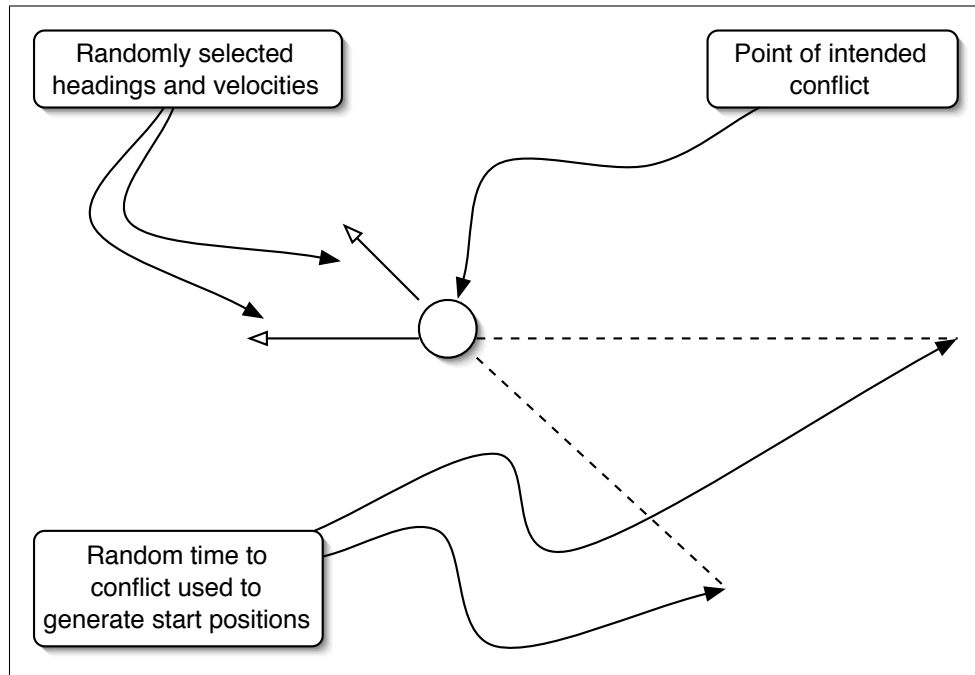 Randomly selected
headings and velocities
Point of intended
conflict
Random time to
conflict used to
generate start positions